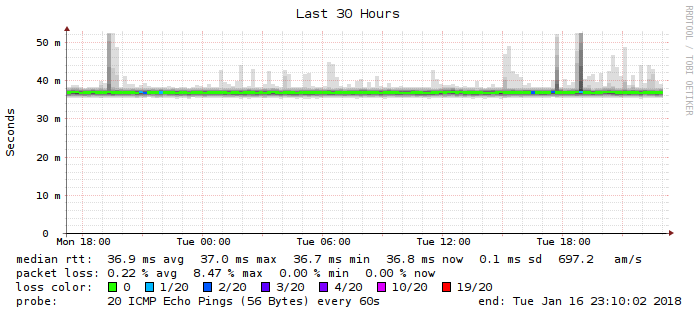 Last 30 Hours
RRDTOOL / TOBI OETIKER
Seconds
50 m
40 m
30 m
20 m
10 m
0
Mon 18:00 Tue 00:00 Tue 06:00 Tue 12:00 Tue 18:00
median rtt: 36.9 ms avg 37.0 ms max 36.7 ms min 36.8 ms now 0.1 ms sd 697.2 am/s
packet loss: 0.22 % avg 8.47 % max 0.00 % min 0.00 % now
loss color: 0 1/20 2/20 3/20 4/20 10/20 19/20
probe: 20 ICMP Echo Pings (56 Bytes) every 60s end: Tue Jan 16 23:10:02 2018